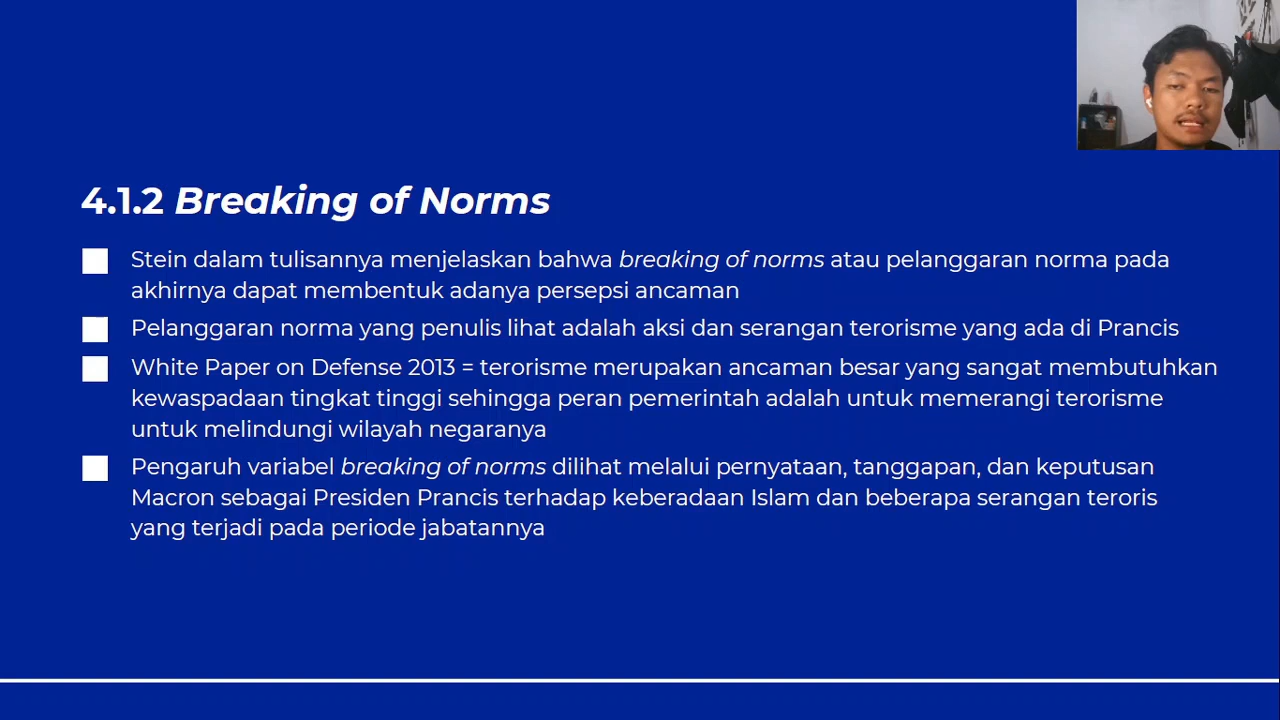 4.1.2 Breaking of Norms
Stein dalam tulisannya menjelaskan bahwa breaking of norms atau pelanggaran norma pada
akhirnya dapat membentuk adanya persepsi ancaman
Pelanggaran norma yang penulis lihat adalah aksi dan serangan terorisme yang ada di Prancis
White Paper on Defense 2013 = terorisme merupakan ancaman besar yang sangat membutuhkan
kewaspadaan tingkat tinggi sehingga peran pemerintah adalah untuk memerangi terorisme
untuk melindungi wilayah negaranya
Pengaruh variabel breaking of norms dilihat melalui pernyataan, tanggapan, dan keputusan
Macron sebagai Presiden Prancis terhadap keberadaan Islam dan beberapa serangan teroris
yang terjadi pada periode jabatannya